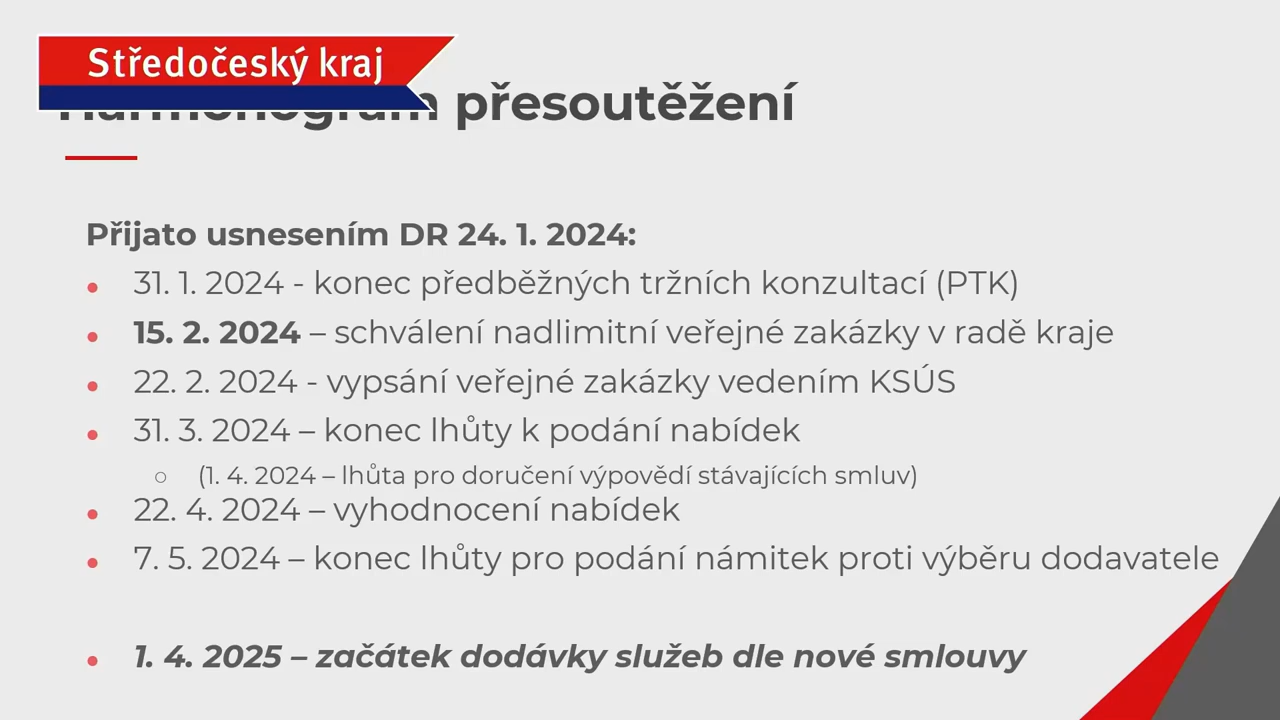 Středočeský kraj
Harmonogram přesoutěžení
Přijato usnesením DR 24. 1. 2024:
• 31. 1. 2024 - konec předběžných tržních konzultací (PTK)
• 15. 2. 2024 – schválení nadlimitní veřejné zakázky v radě kraje
• 22. 2. 2024 - vypsání veřejné zakázky vedením KSÚS
• 31. 3. 2024 – konec lhůty k podání nabídek
○ (1. 4. 2024 – lhůta pro doručení výpovědí stávajících smluv)
• 22. 4. 2024 – vyhodnocení nabídek
• 7. 5. 2024 – konec lhůty pro podání námitek proti výběru dodavatele
• 1. 4. 2025 – začátek dodávky služeb dle nové smlouvy